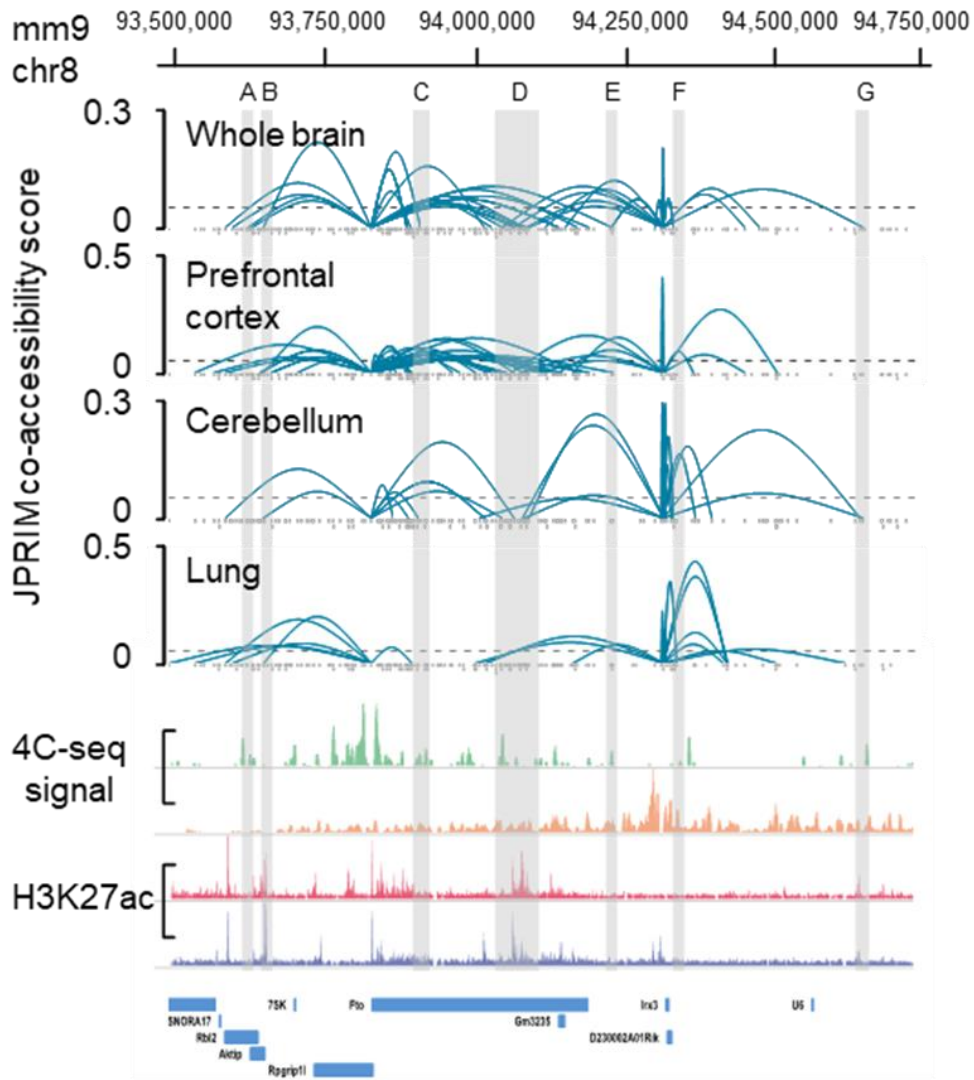 mm9 93,500,000 93,750,000 94,000,000 94,250,000 94,500,000 94,750,000
chr8
A B C D E F G
JPRIM co-accessibility score
0.3
Whole brain
0
0.5
Prefrontal
cortex
0
0.3
Cerebellum
0
0.5
Lung
0
4C-seq
signal
H3K27ac
7SK Fto Irx3 U6
SNORA17 Gm3235
Rbl2 D230002A01Rik
Aktip
Rpgrip1l